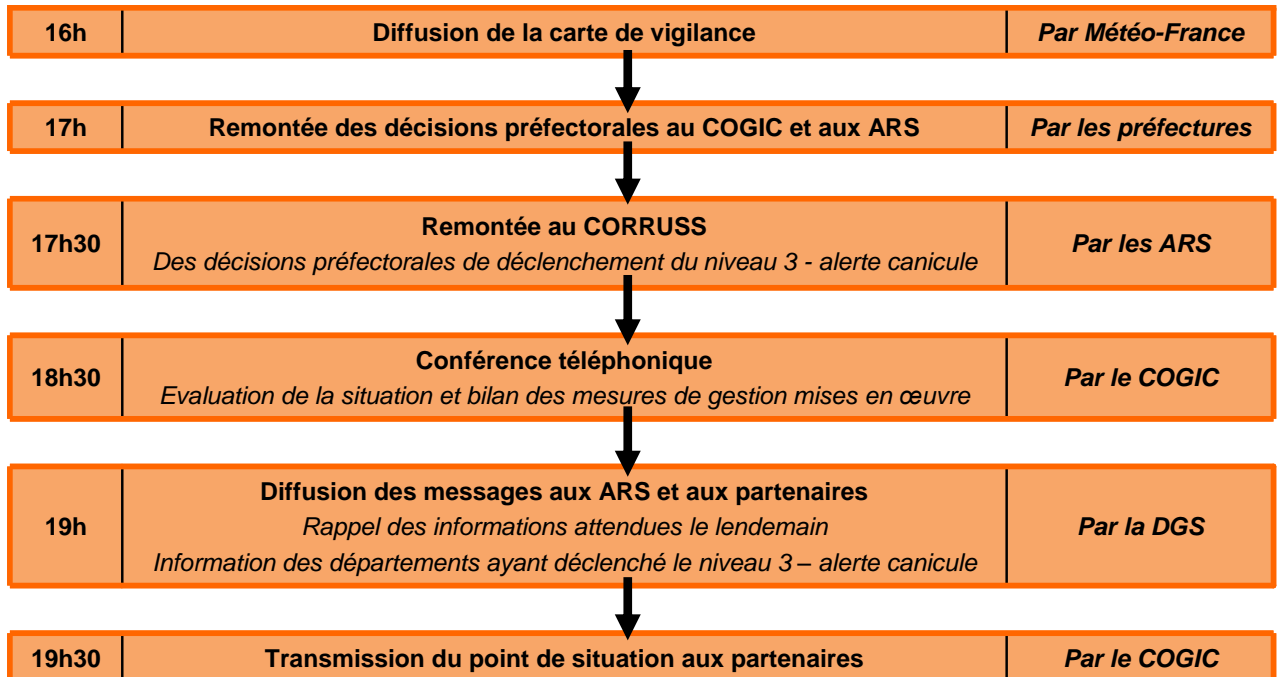 16h Diffusion de la carte de vigilance Par Météo-France
17h Remontée des décisions préfectorales au COGIC et aux ARS Par les préfectures
Remontée au CORRUSS
17h30 Par les ARS
Des décisions préfectorales de déclenchement du niveau 3 - alerte canicule
Conférence téléphonique
18h30 Par le COGIC
Evaluation de la situation et bilan des mesures de gestion mises en œuvre
Diffusion des messages aux ARS et aux partenaires
19h Rappel des informations attendues le lendemain Par la DGS
Information des départements ayant déclenché le niveau 3 – alerte canicule
19h30 Transmission du point de situation aux partenaires Par le COGIC